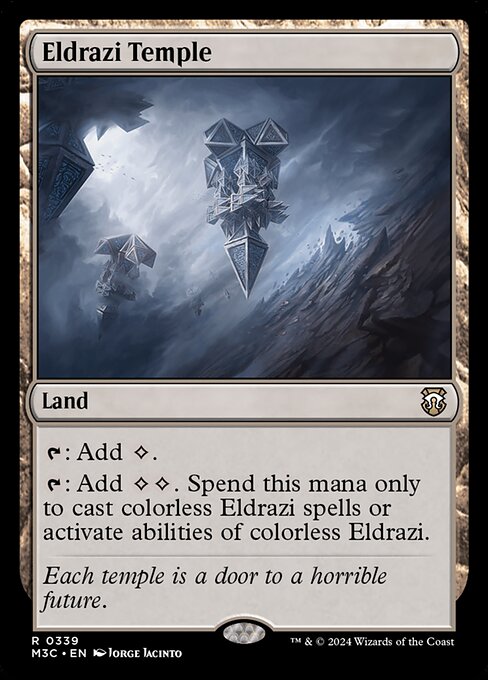 Eldrazi Temple
Land
: Add .
: Add . Spend this mana only
to cast colorless Eldrazi spells or
activate abilities of colorless Eldrazi.
Each temple is a door to a horrible
future.
R 0339
™ & © 2024 Wizards of the Coast
M3C • EN Jorge Jacinto